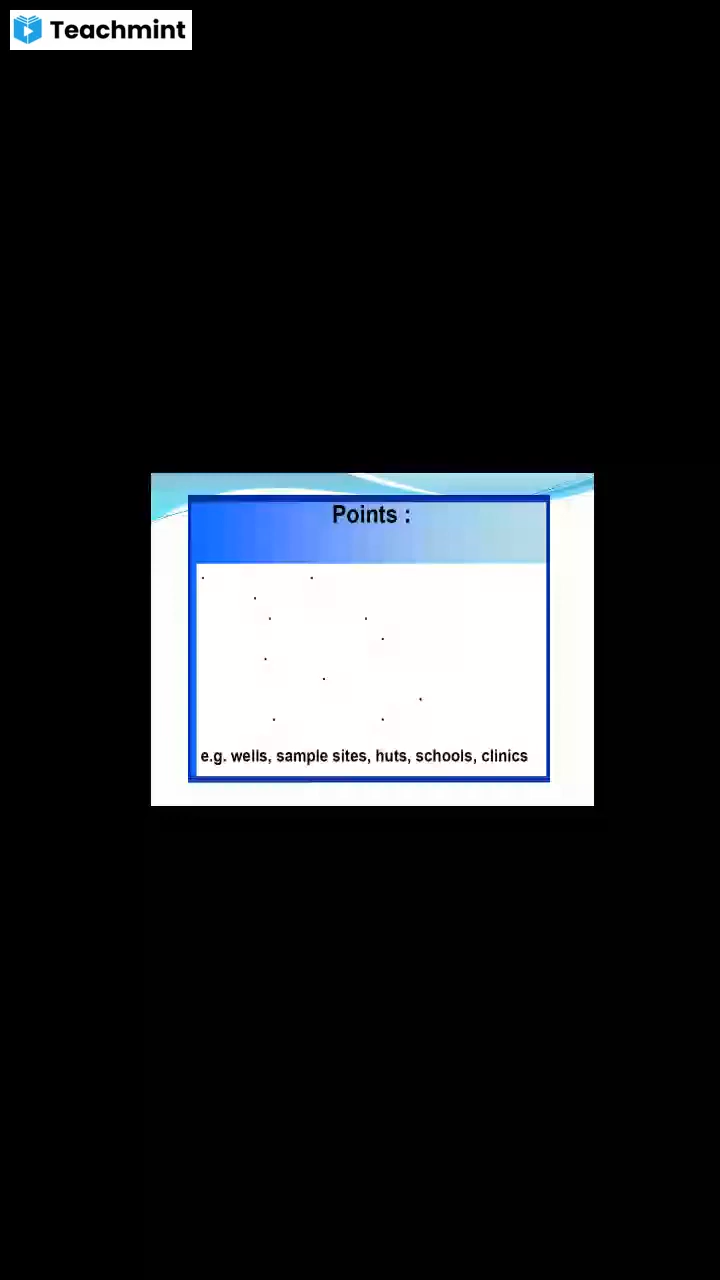 Teachmint
Points :
e.g. wells, sample sites, huts, schools, clinics